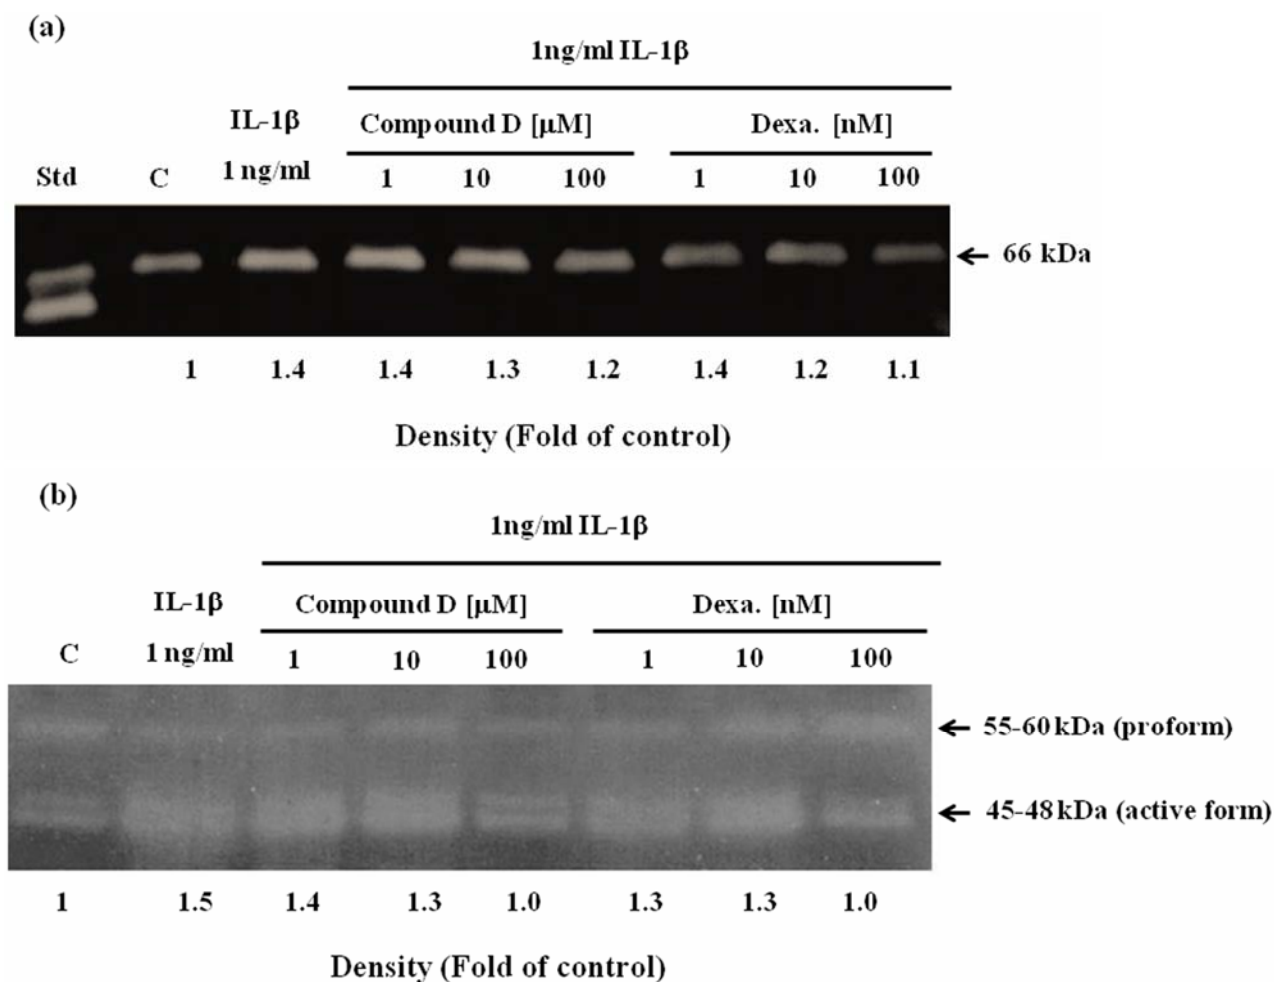 (a)
1ng/ml IL-1β
IL-1β
Compound D [µM]
Dexa. [nM]
Std
C
1 ng/ml
1
10
100
1
10
100
← 66 kDa
1
1.4
1.4
1.3
1.2
1.4
1.2
1.1
Density (Fold of control)
(b)
1ng/ml IL-1β
IL-1β
Compound D [µM]
Dexa. [nM]
C
1 ng/ml
1
10
100
1
10
100
← 55-60 kDa (proform)
← 45-48 kDa (active form)
1
1.5
1.4
1.3
1.0
1.3
1.3
1.0
Density (Fold of control)